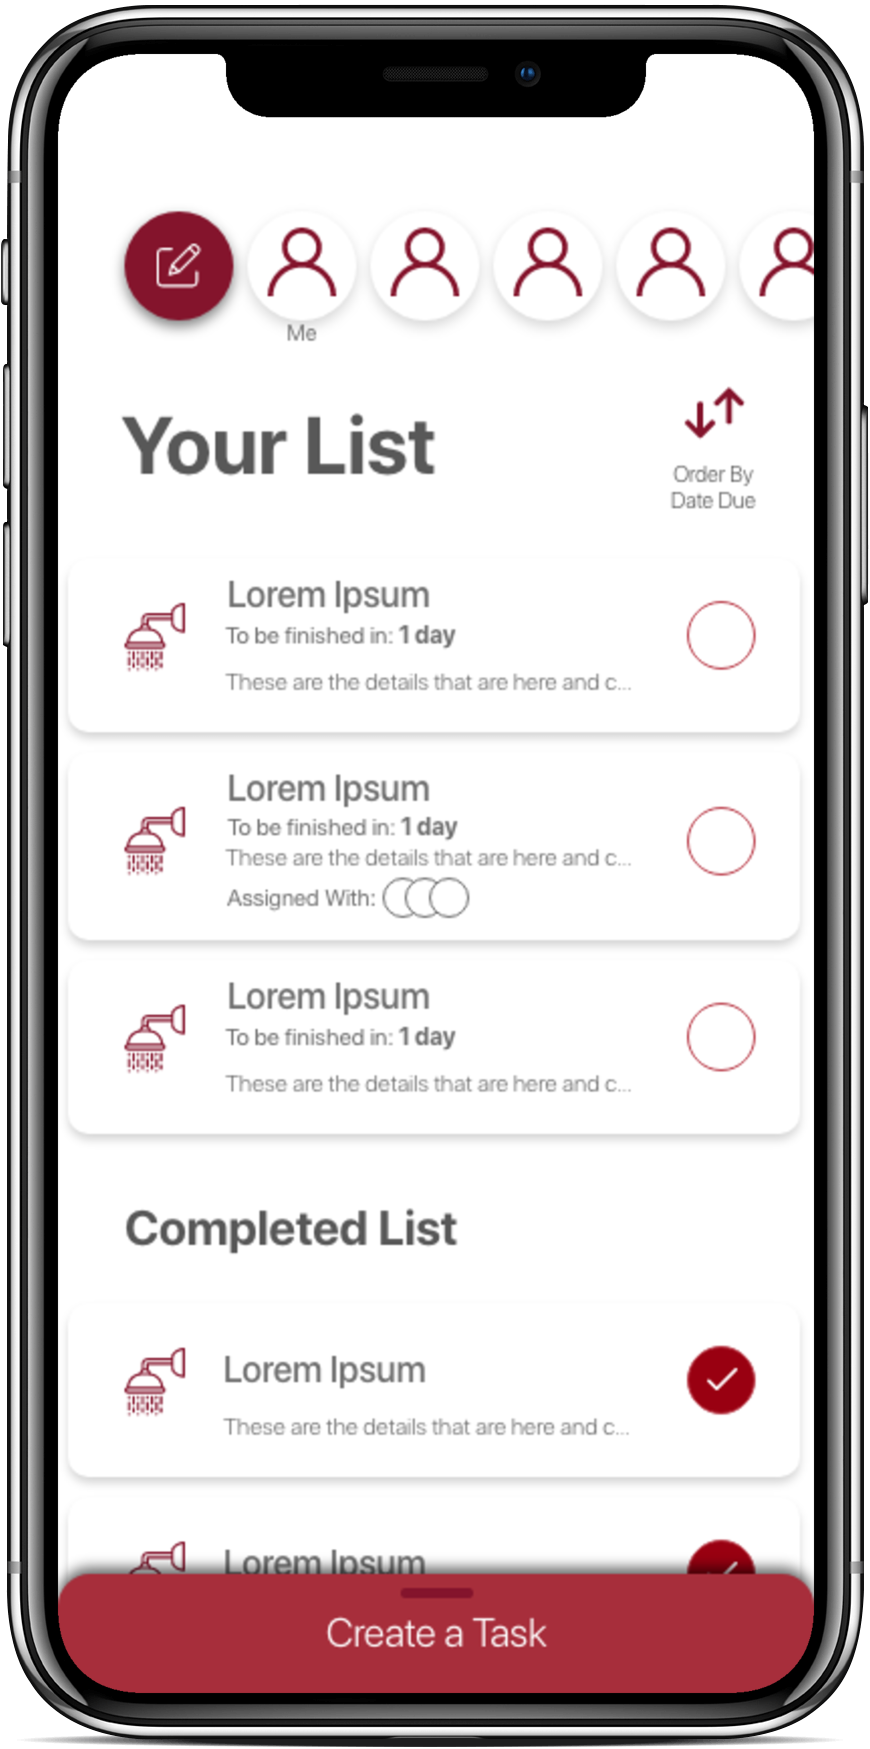 Me
Your List
Order By
Date Due
Lorem Ipsum
To be finished in: 1 day
These are the details that are here and c...
Lorem Ipsum
To be finished in: 1 day
These are the details that are here and c...
Assigned With:
Lorem Ipsum
To be finished in: 1 day
These are the details that are here and c...
Completed List
Lorem Ipsum
These are the details that are here and c...
Lorem Ipsum
Create a Task